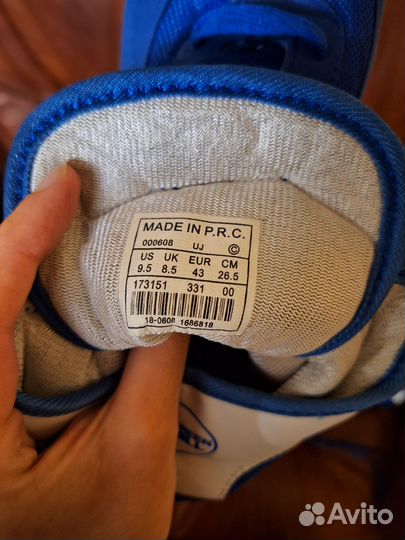 MADE IN P.R.C.
000608 UJ ©
US UK EUR CM
9.5 8.5 43 26.5
173151 331 00
18-0608 1686818
Avito